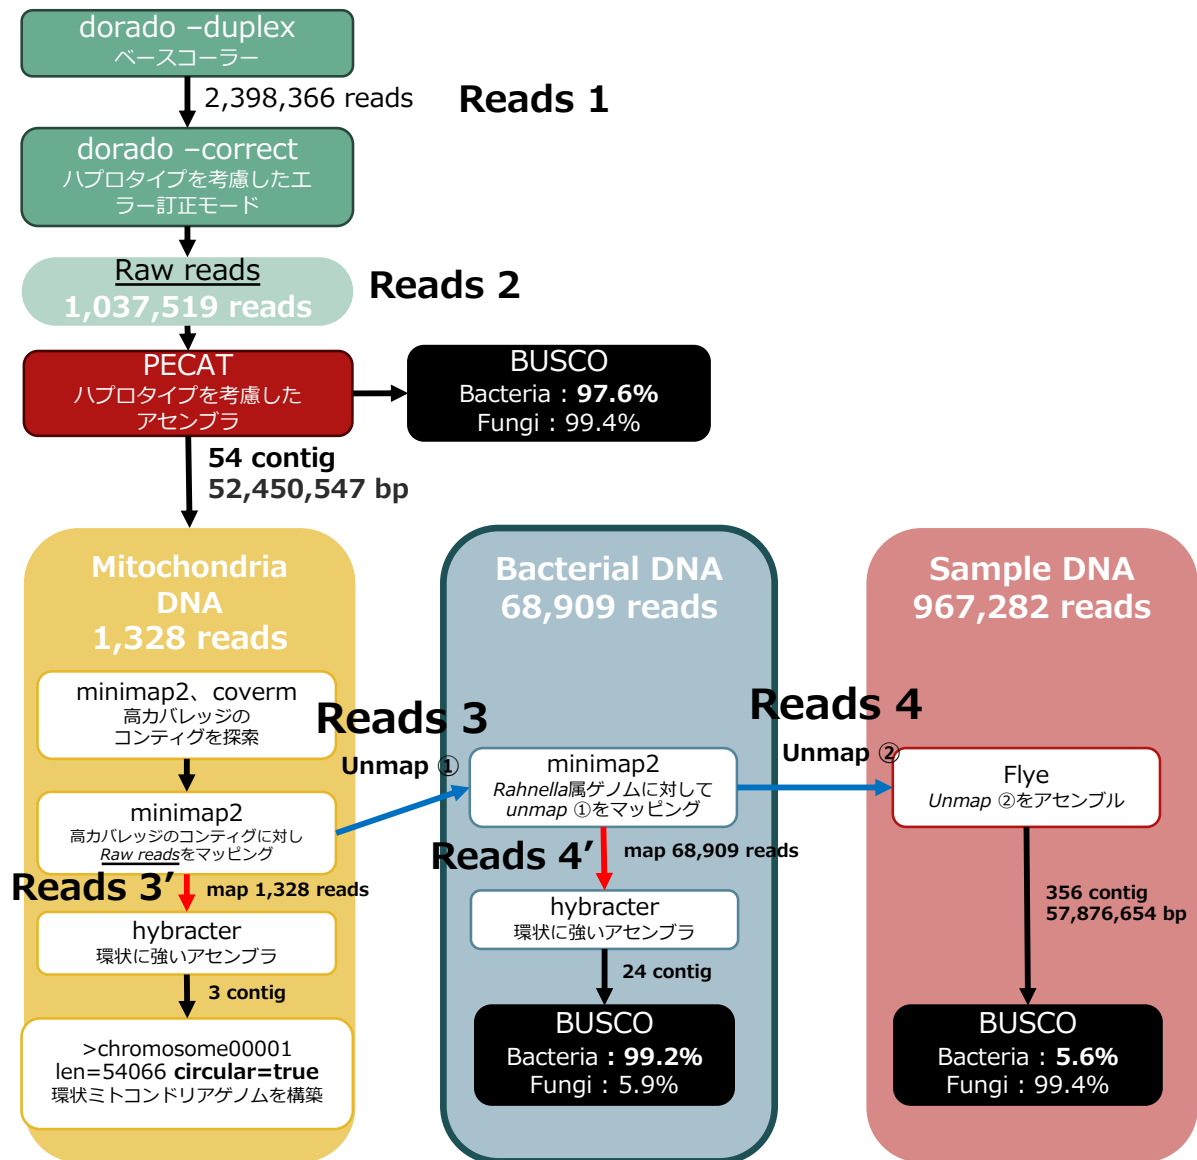 dorado –duplex
ベースコーラー
2,398,366 reads
Reads 1
dorado –correct
ハプロタイプを考慮したエ
ラー訂正モード
Raw reads
1,037,519 reads
Reads 2
PECAT
ハプロタイプを考慮した
アセンブラ
BUSCO
Bacteria : 97.6%
Fungi : 99.4%
54 contig
52,450,547 bp
Mitochondria
DNA
1,328 reads
minimap2、coverm
高カバレッジの
コンティグを探索
minimap2
高カバレッジのコンティグに対し
Raw readsをマッピング
Reads 3’
map 1,328 reads
hybracter
環状に強いアセンブラ
3 contig
>chromosome00001
len=54066 circular=true
環状ミトコンドリアゲノムを構築
Reads 3
Unmap ①
Bacterial DNA
68,909 reads
minimap2
Rahnella属ゲノムに対して
unmap ①をマッピング
Reads 4’
map 68,909 reads
hybracter
環状に強いアセンブラ
24 contig
BUSCO
Bacteria : 99.2%
Fungi : 5.9%
Reads 4
Unmap ②
Sample DNA
967,282 reads
Flye
Unmap ②をアセンブル
356 contig
57,876,654 bp
BUSCO
Bacteria : 5.6%
Fungi : 99.4%